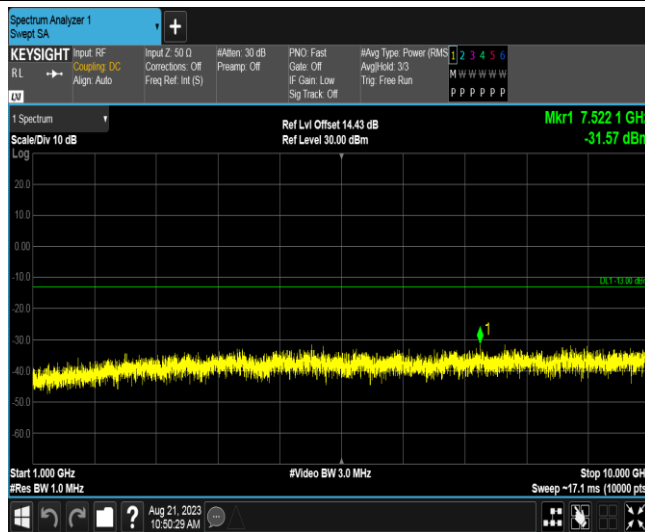 Spectrum Analyzer 1
Swept SA
+
KEYSIGHT Input: RF Input Z: 50 Ω #Atten: 30 dB PNO: Fast #Avg Type: Power (RMS 1 2 3 4 5 6
RL Coupling: DC Corrections: Off Preamp: Off Gate: Off Avg|Hold: 3/3 M W W W W W
Align: Auto Freq Ref: Int (S) IF Gain: Low Trig: Free Run
Sig Track: Off P P P P P P
LXI
1 Spectrum Ref Lvl Offset 14.43 dB Mkr1 7.522 1 GHz
Scale/Div 10 dB Ref Level 30.00 dBm -31.57 dBm
Log
20.0
10.0
0.00
-10.0
DL1 -13.00 dB
-20.0
-30.0
1
-40.0
-50.0
-60.0
Start 1.000 GHz #Video BW 3.0 MHz Stop 10.000 GH
#Res BW 1.0 MHz Sweep ~17.1 ms (10000 pts
? Aug 21, 2023
10:50:29 AM